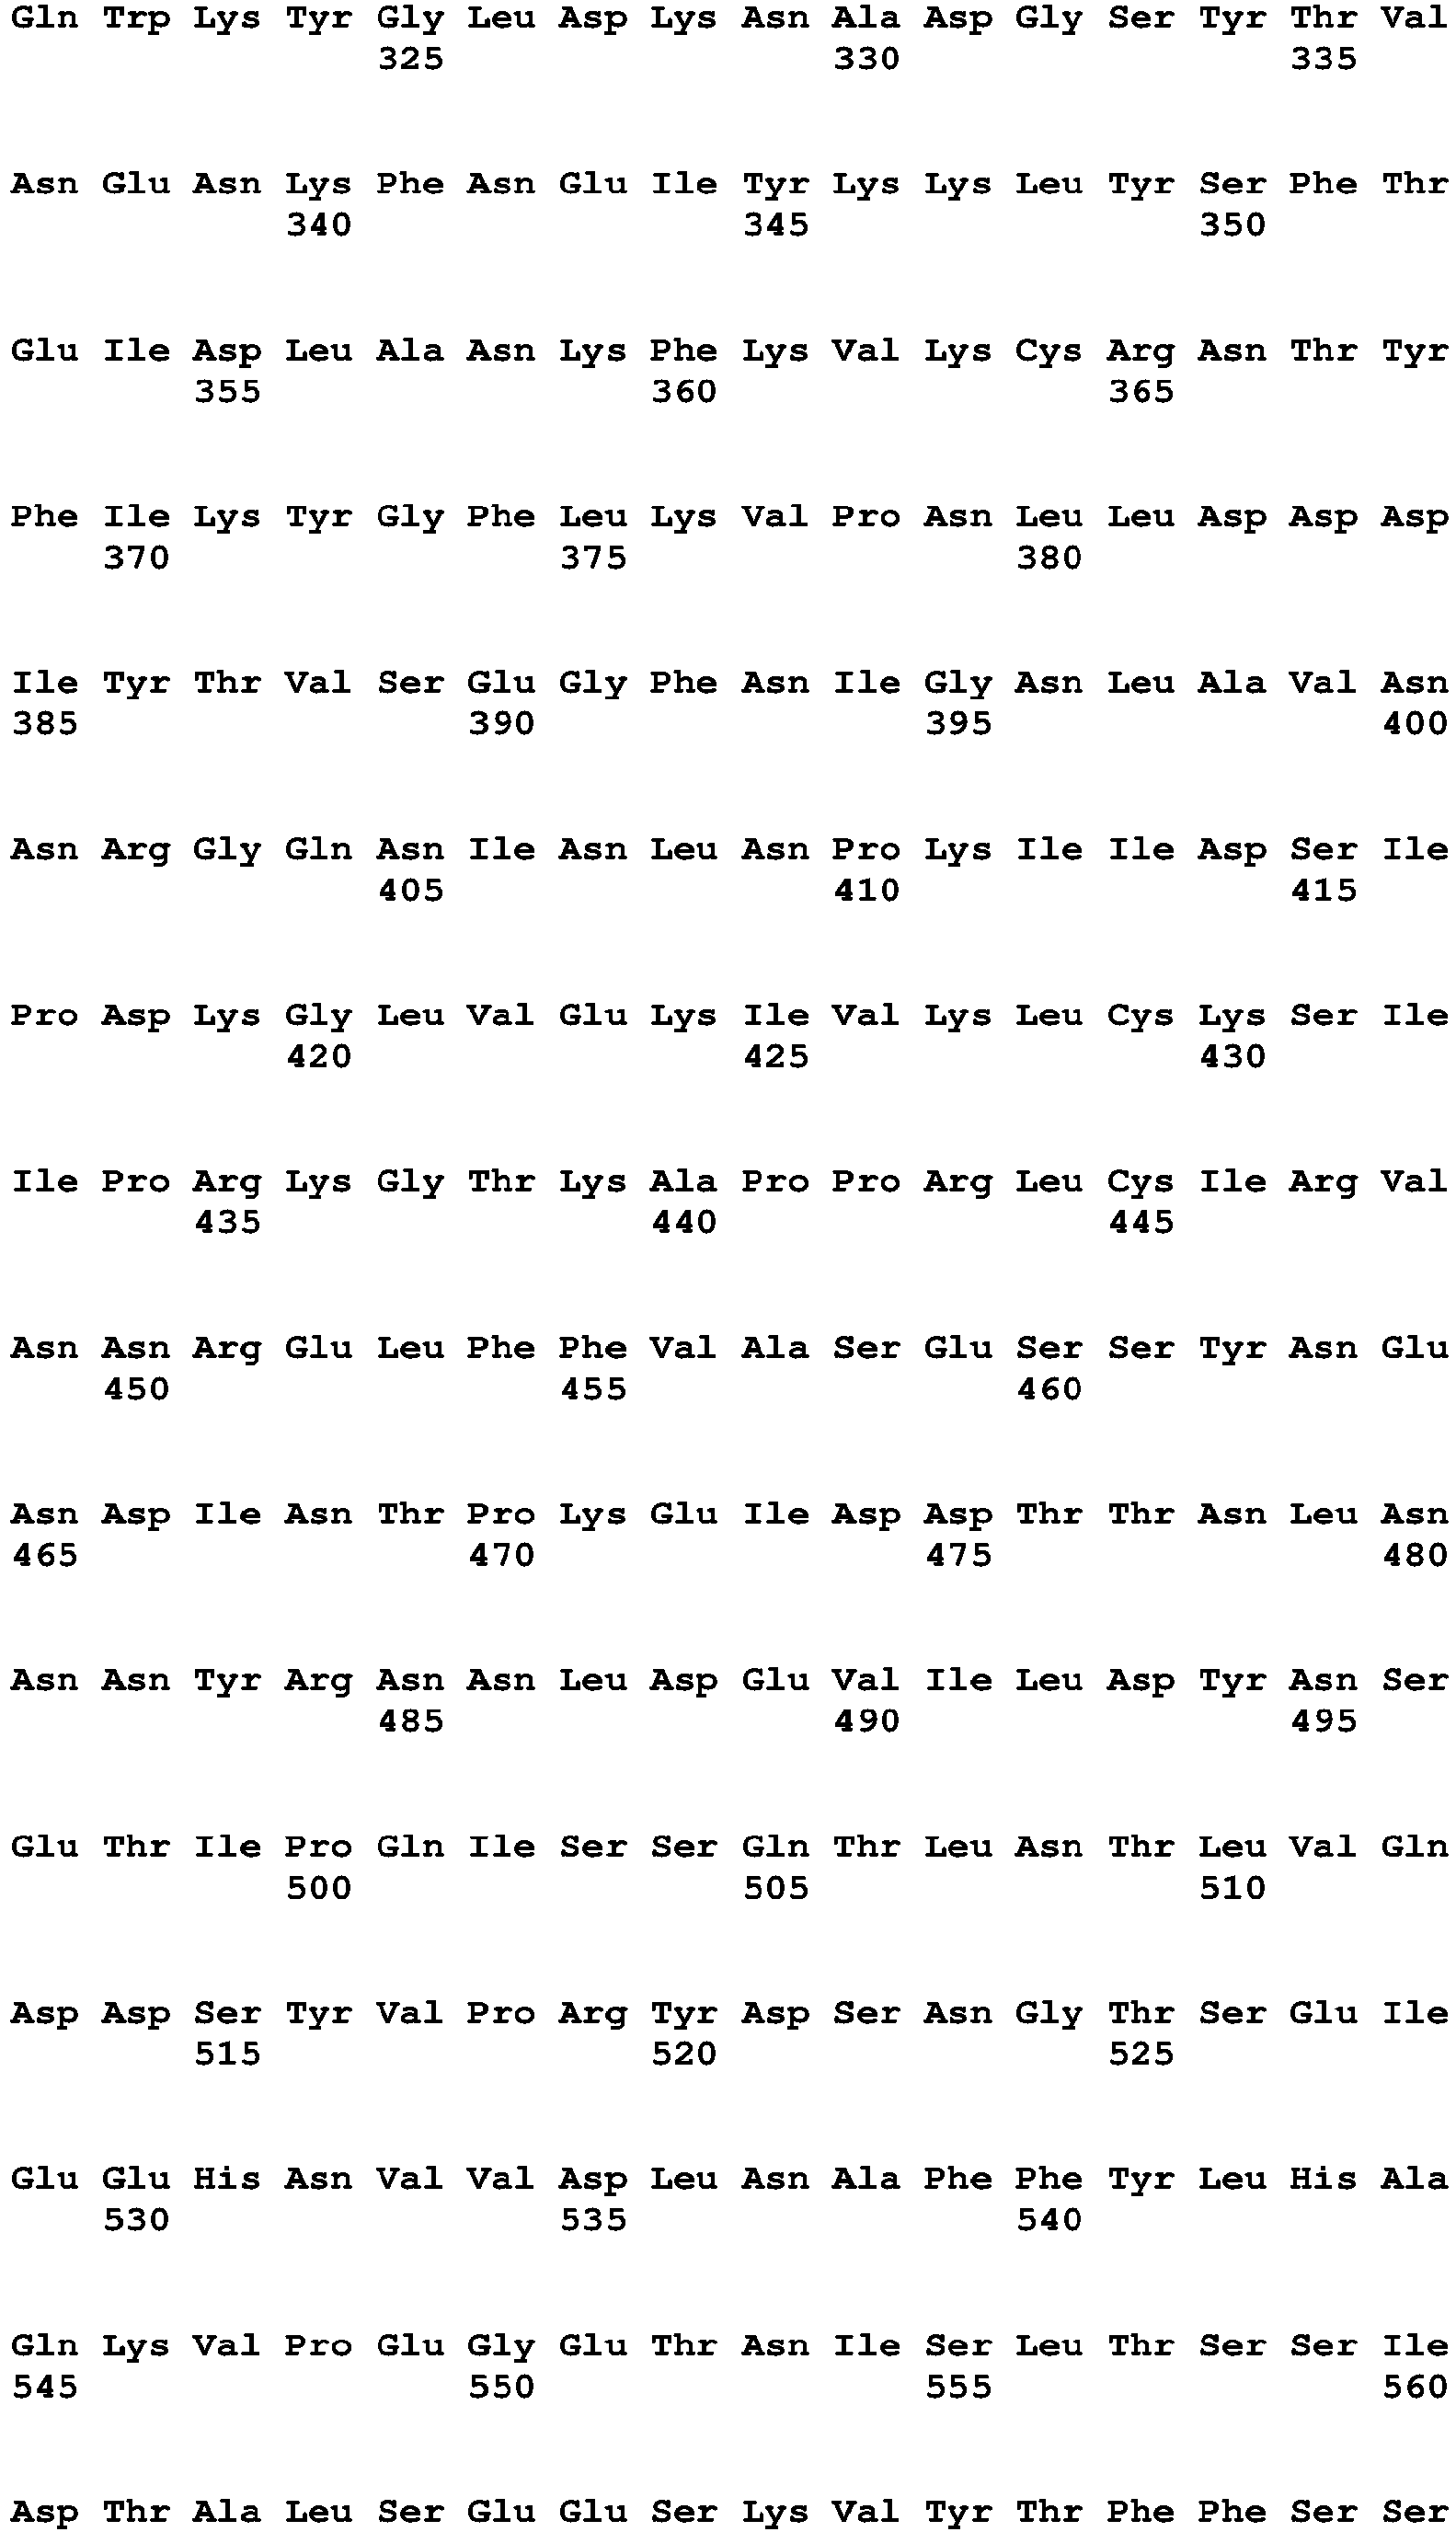 Gln Trp Lys Tyr Gly Leu Asp Lys Asn Ala Asp Gly Ser Tyr Thr Val
325 330 335
Asn Glu Asn Lys Phe Asn Glu Ile Tyr Lys Lys Leu Tyr Ser Phe Thr
340 345 350
Glu Ile Asp Leu Ala Asn Lys Phe Lys Val Lys Cys Arg Asn Thr Tyr
355 360 365
Phe Ile Lys Tyr Gly Phe Leu Lys Val Pro Asn Leu Leu Asp Asp Asp
370 375 380
Ile Tyr Thr Val Ser Glu Gly Phe Asn Ile Gly Asn Leu Ala Val Asn
385 390 395 400
Asn Arg Gly Gln Asn Ile Asn Leu Asn Pro Lys Ile Ile Asp Ser Ile
405 410 415
Pro Asp Lys Gly Leu Val Glu Lys Ile Val Lys Leu Cys Lys Ser Ile
420 425 430
Ile Pro Arg Lys Gly Thr Lys Ala Pro Pro Arg Leu Cys Ile Arg Val
435 440 445
Asn Asn Arg Glu Leu Phe Phe Val Ala Ser Glu Ser Ser Tyr Asn Glu
450 455 460
Asn Asp Ile Asn Thr Pro Lys Glu Ile Asp Asp Thr Thr Asn Leu Asn
465 470 475 480
Asn Asn Tyr Arg Asn Asn Leu Asp Glu Val Ile Leu Asp Tyr Asn Ser
485 490 495
Glu Thr Ile Pro Gln Ile Ser Ser Gln Thr Leu Asn Thr Leu Val Gln
500 505 510
Asp Asp Ser Tyr Val Pro Arg Tyr Asp Ser Asn Gly Thr Ser Glu Ile
515 520 525
Glu Glu His Asn Val Val Asp Leu Asn Ala Phe Phe Tyr Leu His Ala
530 535 540
Gln Lys Val Pro Glu Gly Glu Thr Asn Ile Ser Leu Thr Ser Ser Ile
545 550 555 560
Asp Thr Ala Leu Ser Glu Glu Ser Lys Val Tyr Thr Phe Phe Ser Ser